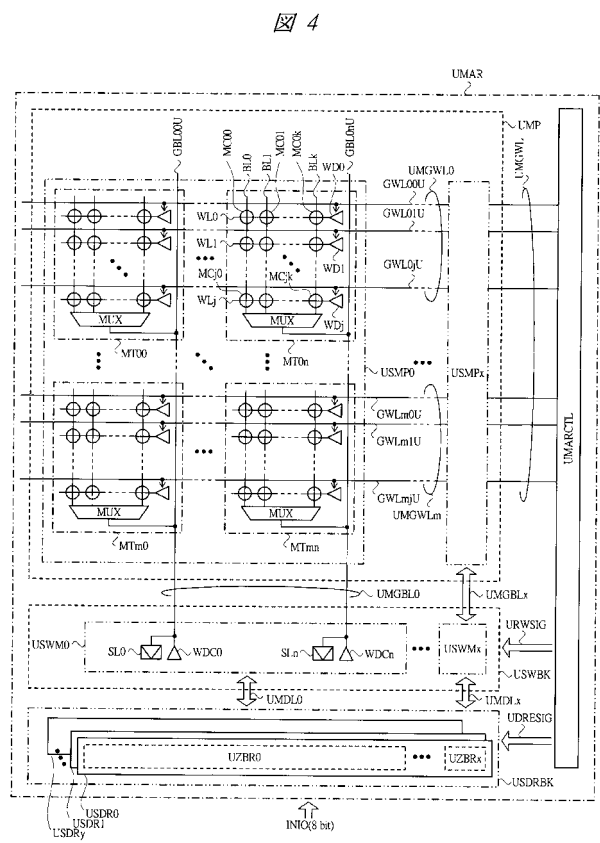 図 4
UMAR
UMP
GBL00U
MC00
BL0
BL1
MC01
MC0k
BLk
WD0
GBL0nU
UMGWL0
GWL00U
GWL01U
UMGWL
WL0
WL1
WD1
GWL0jU
MCj0
MCjk
WLj
WDj
MUX
MUX
MT00
MT0n
USMP0
USMPx
UMARCTL
GWLm0U
GWLm1U
GWLmjU
MUX
MUX
UMGWLm
MTm0
MTmn
UMGBL0
UMGBLx
USWM0
SL0
WDC0
SLn
WDCn
USWMx
URWSIG
USWBK
UMDL0
UMDLx
UDRESIG
UZBR0
UZBRx
USDRBK
USDR0
USDR1
USDRy
INIO(8 bit)